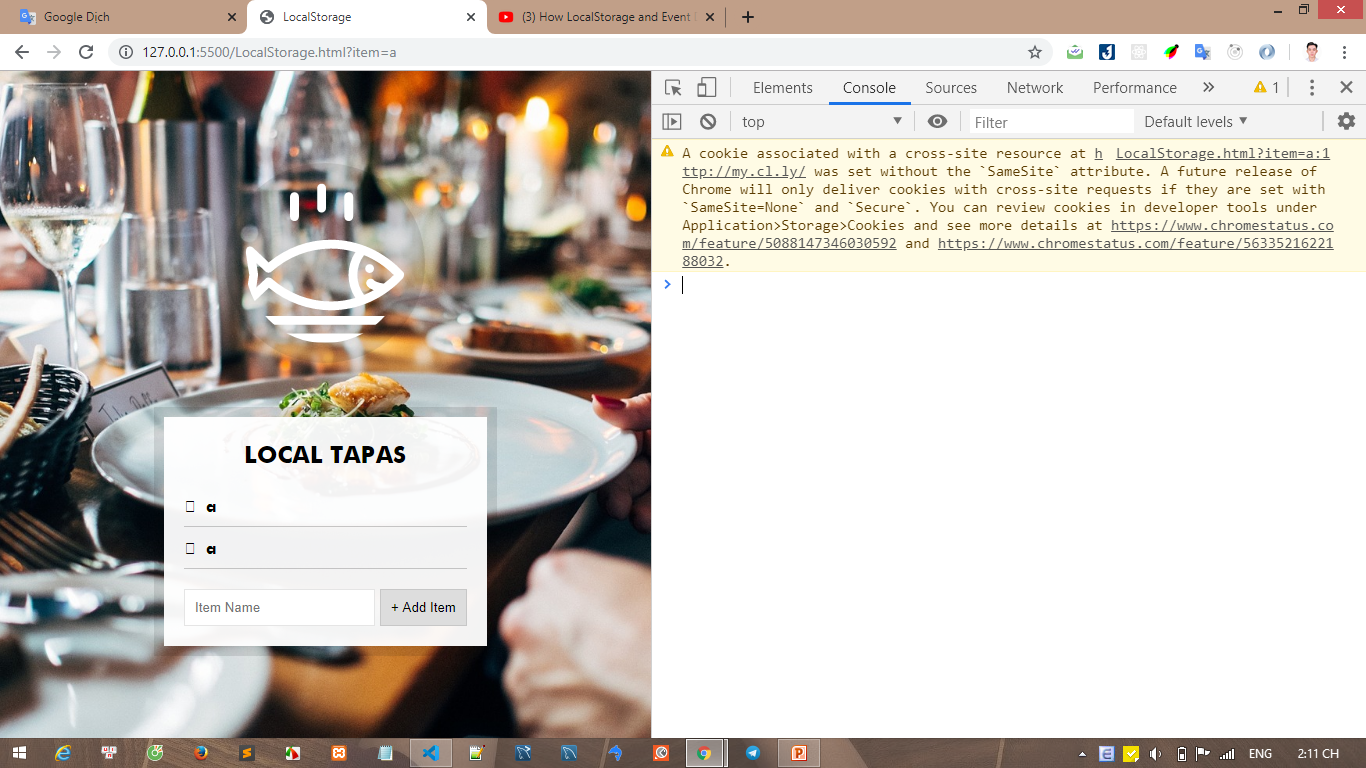 Google Dịch
LocalStorage
(3) How LocalStorage and Event
127.0.0.1:5500/LocalStorage.html?item=a
Elements Console Sources Network Performance 1
top Filter Default levels
A cookie associated with a cross-site resource at h LocalStorage.html?item=a:1
ttp://my.cl.ly/ was set without the `SameSite` attribute. A future release
of Chrome will only deliver cookies with cross-site requests if they are set with
`SameSite=None` and `Secure`. You can review cookies in developer tools under
Application>Storage>Cookies and see more details at https://www.chromestatus.co
m/feature/5088147346030592 and https://www.chromestatus.com/feature/56335216221
88032.
LOCAL TAPAS
a
a
Item Name + Add Item
ENG 2:11 CH